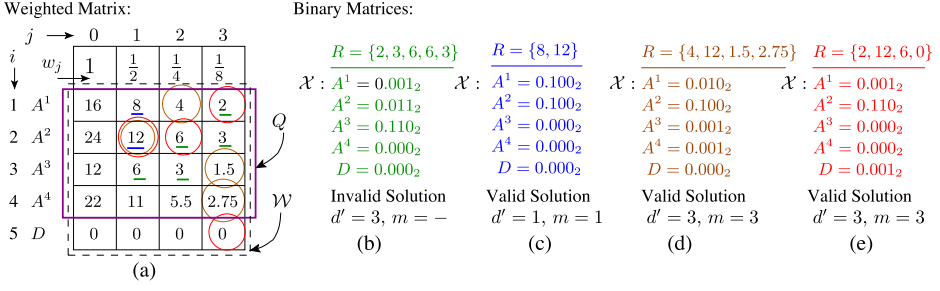 Weighted Matrix:
j → 0 1 2 3
i
w_j 1 1/2 1/4 1/8
1 A^1 16 8 4 2
2 A^2 24 12 6 3
3 A^3 12 6 3 1.5
4 A^4 22 11 5.5 2.75
5 D 0 0 0 0
Q
𝒲
(a)
Binary Matrices:
R = {2, 3, 6, 6, 3}
𝒳 : A^1 = 0.001_2
A^2 = 0.011_2
A^3 = 0.110_2
A^4 = 0.000_2
D = 0.000_2
Invalid Solution
d′ = 3, m = −
(b)
R = {8, 12}
𝒳 : A^1 = 0.100_2
A^2 = 0.100_2
A^3 = 0.000_2
A^4 = 0.000_2
D = 0.000_2
Valid Solution
d′ = 1, m = 1
(c)
R = {4, 12, 1.5, 2.75}
𝒳 : A^1 = 0.010_2
A^2 = 0.100_2
A^3 = 0.001_2
A^4 = 0.001_2
D = 0.000_2
Valid Solution
d′ = 3, m = 3
(d)
R = {2, 12, 6, 0}
𝒳 : A^1 = 0.001_2
A^2 = 0.110_2
A^3 = 0.000_2
A^4 = 0.000_2
D = 0.001_2
Valid Solution
d′ = 3, m = 3
(e)